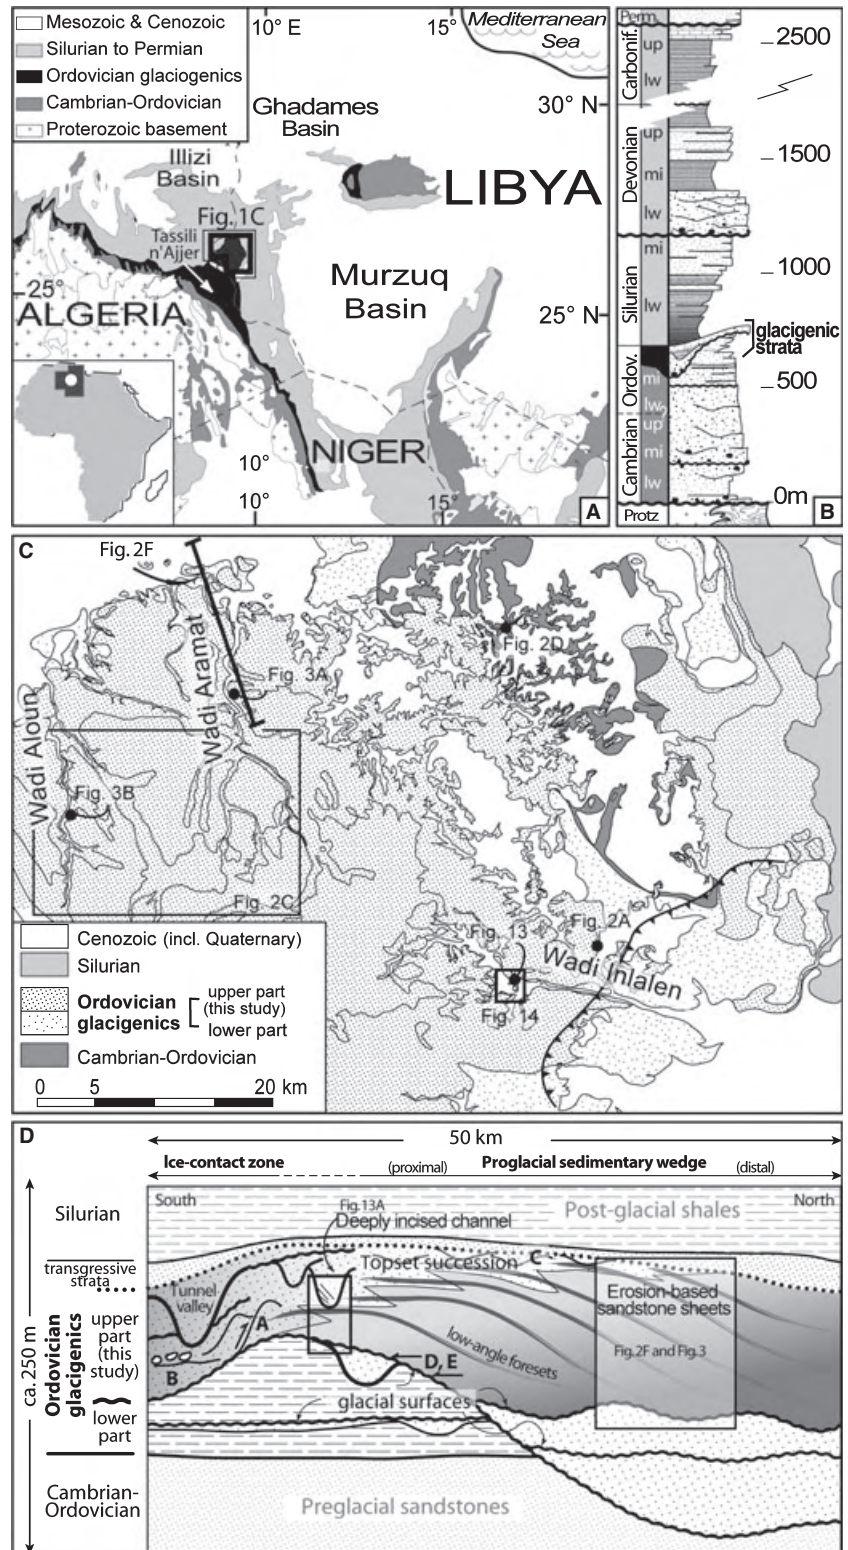 Mesozoic & Cenozoic
Silurian to Permian
Ordovician glaciogenics
Cambrian-Ordovician
Proterozoic basement
10° E
15°
Mediterranean
Sea
30° N
Ghadames
Basin
Illizi
Basin
LIBYA
Fig. 1C
Tassili
n'Ajjer
Murzuq
Basin
25°
ALGERIA
25° N
NIGER
10°
10°
15°
A
Perm.
Carbonif.
up
lw
2500
Devonian
up
mi
lw
1500
Silurian
mi
lw
1000
glacigenic
strata
Ordov.
mi
lw
500
Cambrian
up
?
mi
lw
0m
Protz
B
C
Fig. 2F
Wadi Aramat
Fig. 2D
Fig. 3A
Wadi Aloun
Fig. 3B
Fig. 2C
Fig. 2A
Fig. 13
Wadi Inlalen
Fig. 14
Cenozoic (incl. Quaternary)
Silurian
Ordovician
glacigenics
upper part
(this study)
lower part
Cambrian-Ordovician
0 5 20 km
D
50 km
Ice-contact zone
(proximal)
Proglacial sedimentary wedge
(distal)
South
North
Silurian
Fig.13A
Deeply incised channel
Post-glacial shales
transgressive
strata
Topset succession
C
Tunnel
valley
Erosion-based
sandstone sheets
ca. 250 m
Ordovician
glacigenics
upper
part
(this
study)
A
B
low-angle foresets
Fig.2F and Fig.3
D, E
glacial surfaces
lower
part
Cambrian-
Ordovician
Preglacial sandstones